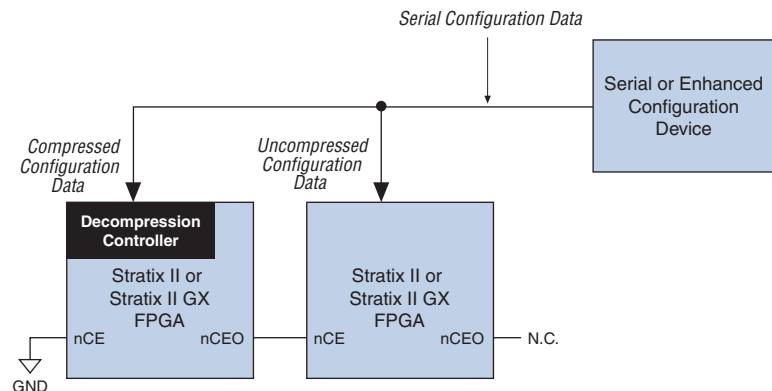 Serial Configuration Data
Serial or Enhanced
Configuration
Device
Compressed
Configuration
Data
Uncompressed
Configuration
Data
Decompression
Controller
Stratix II or
Stratix II GX
FPGA
nCE
nCEO
Stratix II or
Stratix II GX
FPGA
nCE
nCEO
N.C.
GND